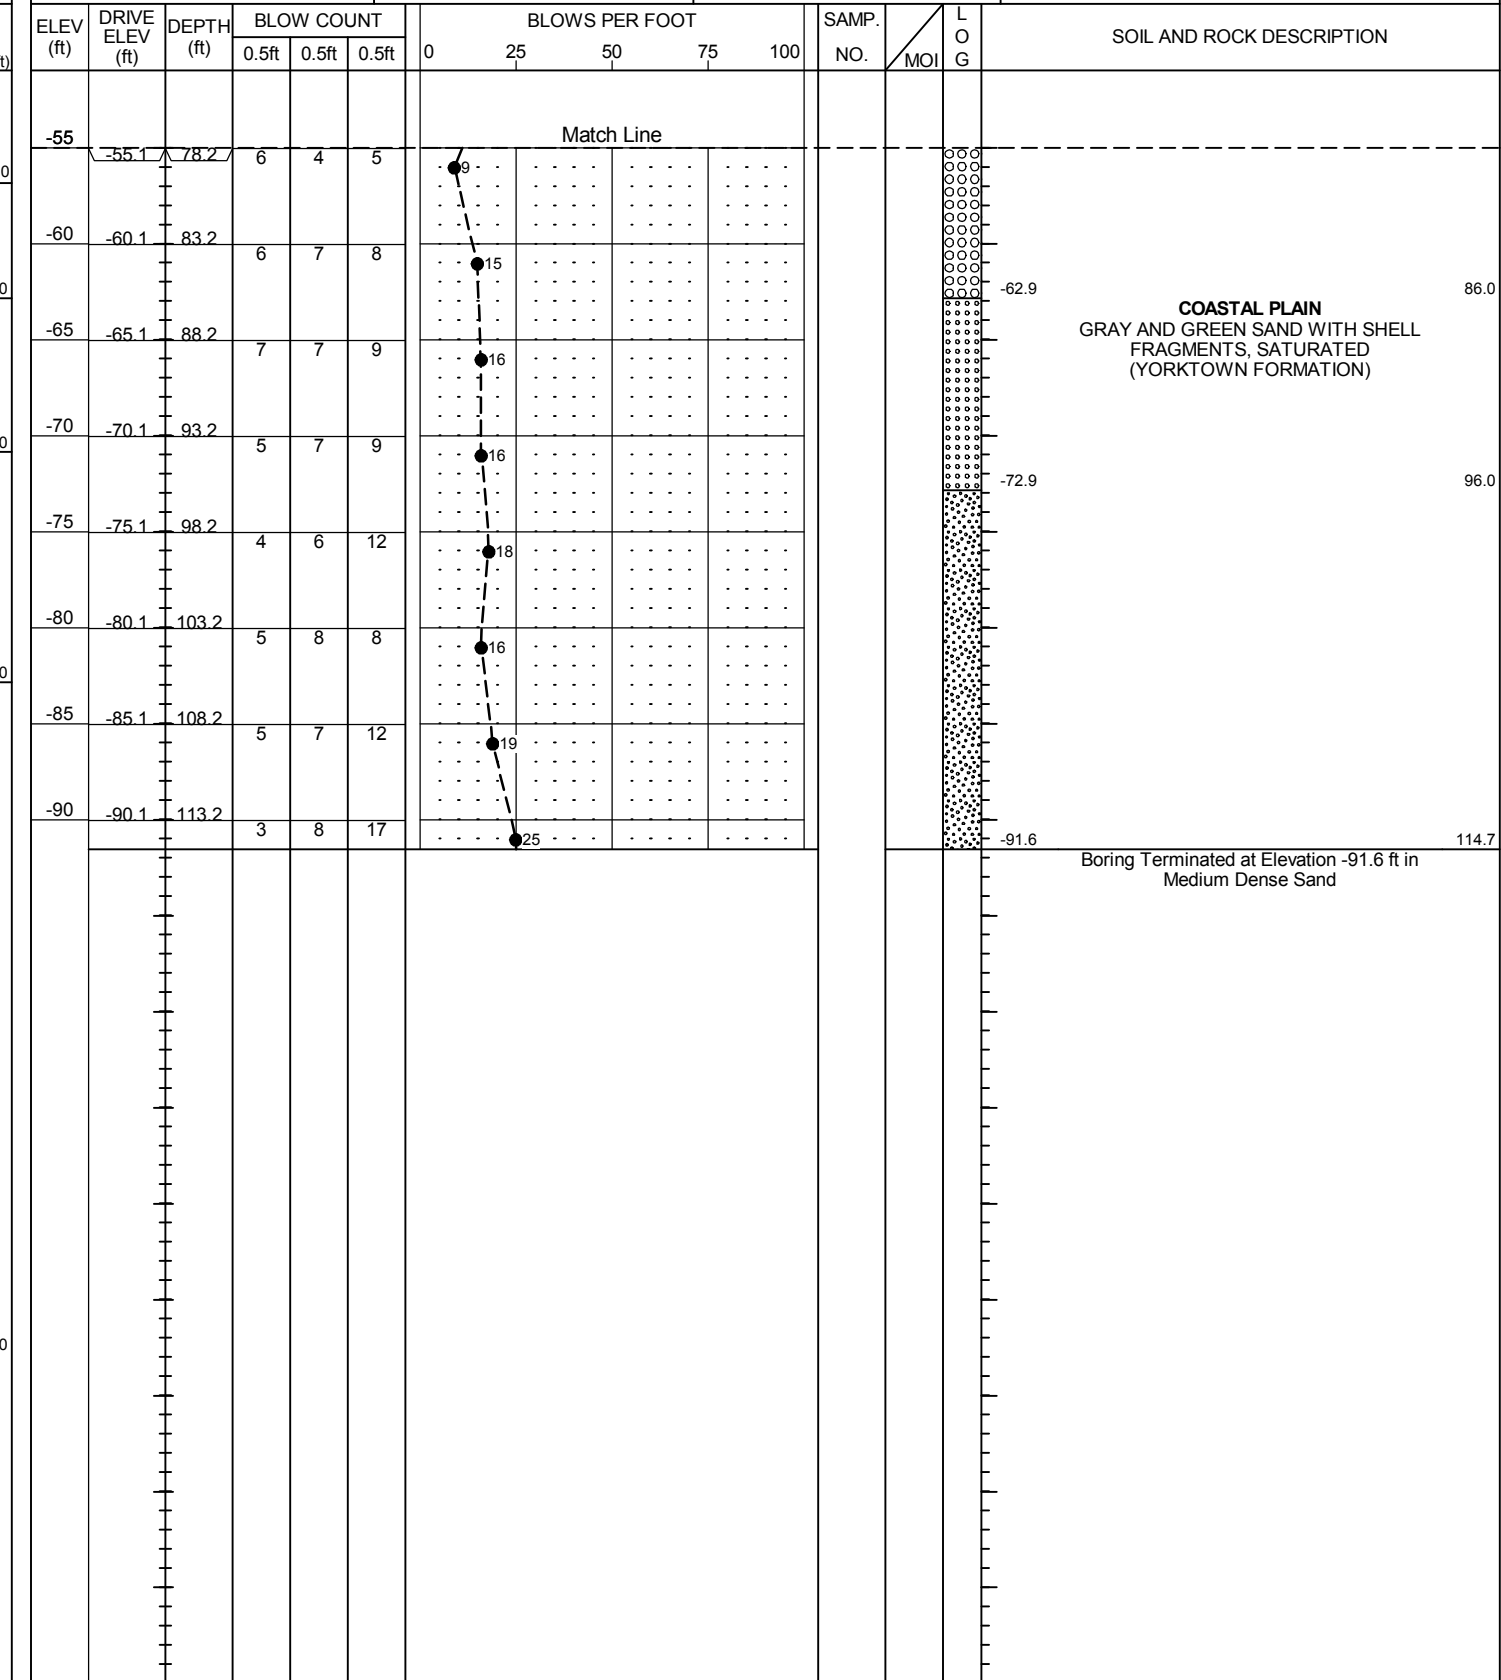 ELEV (ft) DRIVE ELEV (ft) DEPTH (ft) BLOW COUNT BLOWS PER FOOT SAMP. NO. MOI L O G SOIL AND ROCK DESCRIPTION
0.5ft 0.5ft 0.5ft 0 25 50 75 100
Match Line
-55 -55.1 78.2 6 4 5 9
-60 -60.1 83.2 6 7 8 15
-62.9 86.0
COASTAL PLAIN
GRAY AND GREEN SAND WITH SHELL
FRAGMENTS, SATURATED
(YORKTOWN FORMATION)
-65 -65.1 88.2 7 7 9 16
-70 -70.1 93.2 5 7 9 16
-72.9 96.0
-75 -75.1 98.2 4 6 12 18
-80 -80.1 103.2 5 8 8 16
-85 -85.1 108.2 5 7 12 19
-90 -90.1 113.2 3 8 17 25
-91.6 114.7
Boring Terminated at Elevation -91.6 ft in
Medium Dense Sand